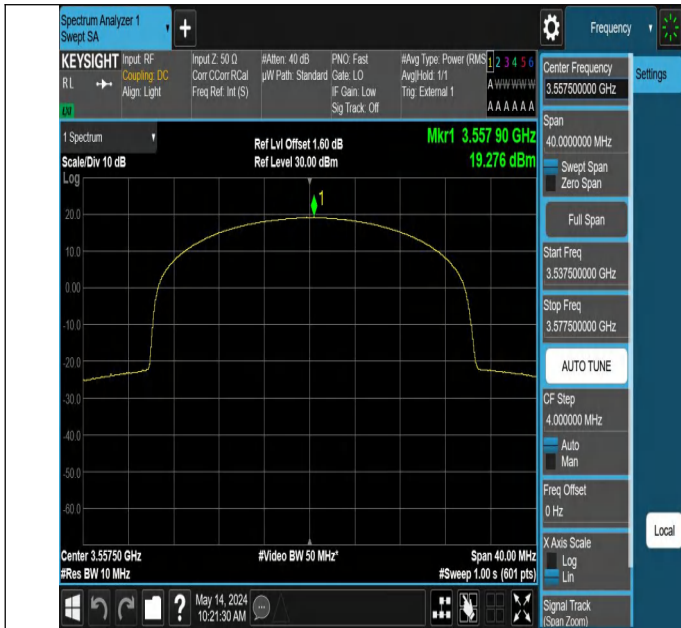 Spectrum Analyzer 1
Swept SA
Frequency
KEYSIGHT
RL
Input: RF
Coupling: DC
Align: Light
Input Z: 50 Ω
Corr CCorr RCal
Freq Ref: Int (S)
#Atten: 40 dB
µW Path: Standard
PNO: Fast
Gate: LO
IF Gain: Low
Sig Track: Off
#Avg Type: Power (RMS
Avg|Hold: 1/1
Trig: External 1
1 2 3 4 5 6
A W W W W W
A A A A A A
1 Spectrum
Scale/Div 10 dB
Ref Lvl Offset 1.60 dB
Ref Level 30.00 dBm
Mkr1 3.557 90 GHz
19.276 dBm
Log
1
20.0
10.0
0.00
-10.0
-20.0
-30.0
-40.0
-50.0
-60.0
Center 3.55750 GHz
#Res BW 10 MHz
#Video BW 50 MHz*
Span 40.00 MHz
#Sweep 1.00 s (601 pts)
May 14, 2024
10:21:30 AM
Center Frequency
3.557500000 GHz
Settings
Span
40.0000000 MHz
Swept Span
Zero Span
Full Span
Start Freq
3.537500000 GHz
Stop Freq
3.577500000 GHz
AUTO TUNE
CF Step
4.000000 MHz
Auto
Man
Freq Offset
0 Hz
X Axis Scale
Log
Lin
Local
Signal Track
(Span Zoom)